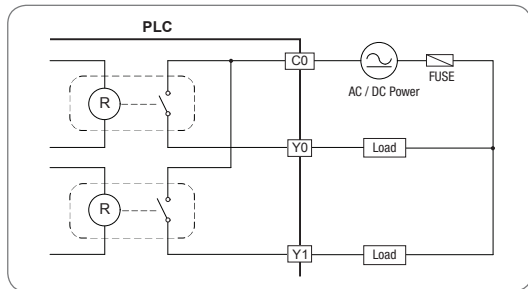 PLC
C0
AC / DC Power
FUSE
R
Y0
Load
R
Y1
Load